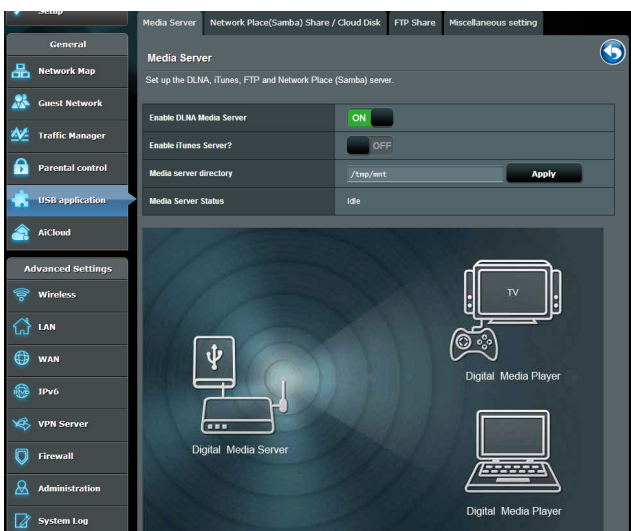 Setup
Media Server
Network Place(Samba) Share / Cloud Disk
FTP Share
Miscellaneous setting
General
Network Map
Guest Network
Traffic Manager
Parental control
USB application
AiCloud
Advanced Settings
Wireless
LAN
WAN
IPv6
VPN Server
Firewall
Administration
System Log
Media Server
Set up the DLNA, iTunes, FTP and Network Place (Samba) server.
Enable DLNA Media Server
ON
Enable iTunes Server?
OFF
Media server directory
/tmp/mnt
Apply
Media Server Status
Idle
TV
Digital Media Player
Digital Media Server
Digital Media Player